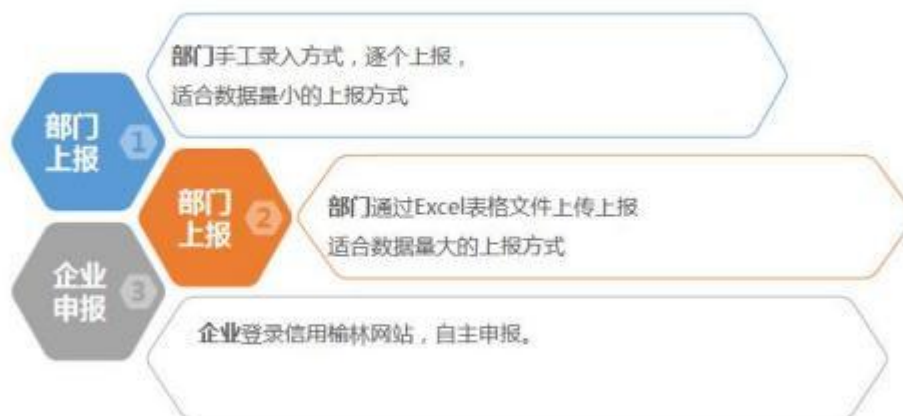 部门手工录入方式，逐个上报，
适合数据量小的上报方式
部门
上报
1
部门
上报
2
部门通过Excel表格文件上传上报
适合数据量大的上报方式
企业
申报
3
企业登录信用榆林网站，自主申报。